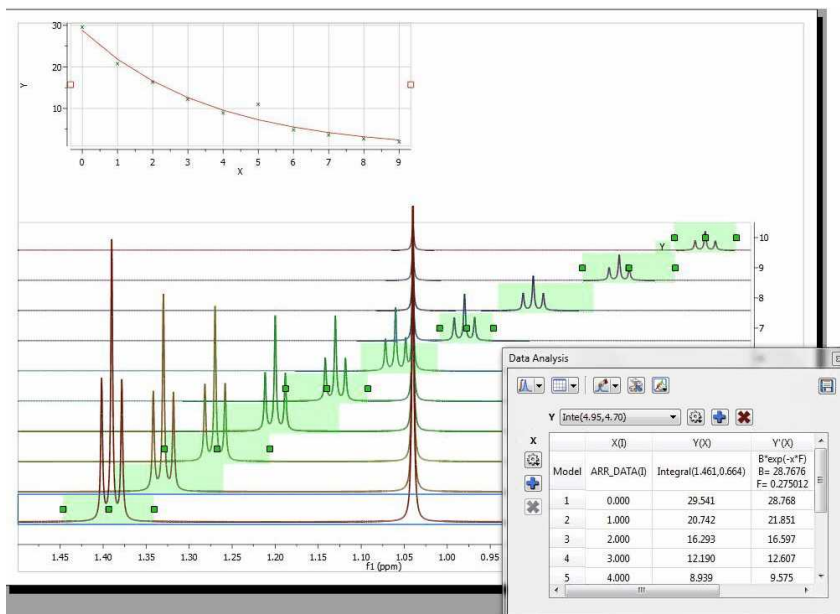 30
20
10
Y
0 1 2 3 4 5 6 7 8 9
X
Y
10
9
8
7
1.45 1.40 1.35 1.30 1.25 1.20 1.15 1.10 1.05 1.00 0.95
f1 (ppm)
Data Analysis
Y Inte(4.95,4.70)
X
X(I) Y(X) Y'(X)
Model ARR_DATA(I) Integral(1.461,0.664) B*exp(-x*F)
B= 28.7676
F= 0.275012
1 0.000 29.541 28.768
2 1.000 20.742 21.851
3 2.000 16.293 16.597
4 3.000 12.190 12.607
5 4.000 8.939 9.575